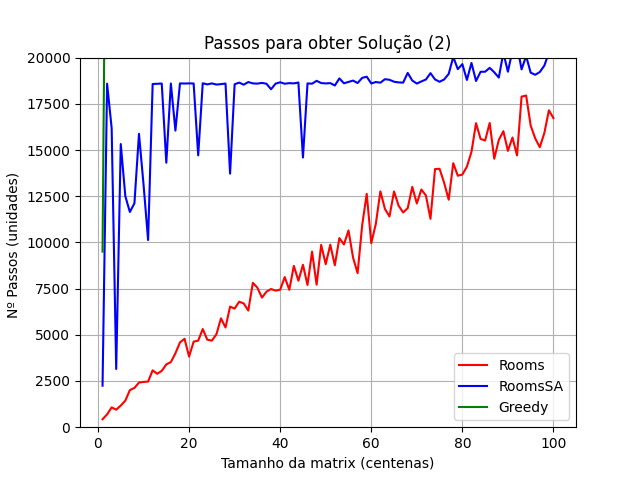 Passos para obter Solução (2)
Nº Passos (unidades)
20000
17500
15000
12500
10000
7500
5000
2500
0
0 20 40 60 80 100
Tamanho da matrix (centenas)
Rooms
RoomsSA
Greedy